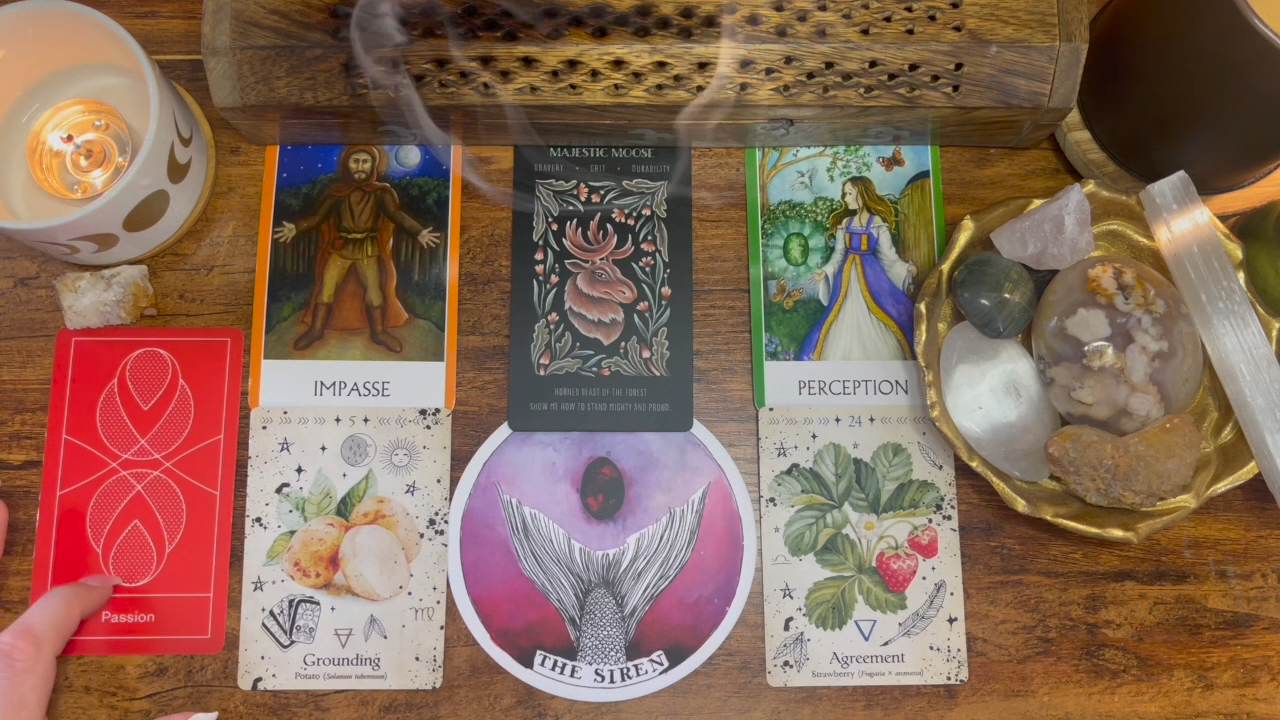 MAJESTIC MOOSE
BRAVERY • GRIT • DURABILITY
HORNED BEAST OF THE FOREST
SHOW ME HOW TO STAND MIGHTY AND PROUD.
IMPASSE
PERCEPTION
Passion
5
Grounding
Potato (Solanum tuberosum)
THE SIREN
24
Agreement
Strawberry (Fragaria × ananassa)